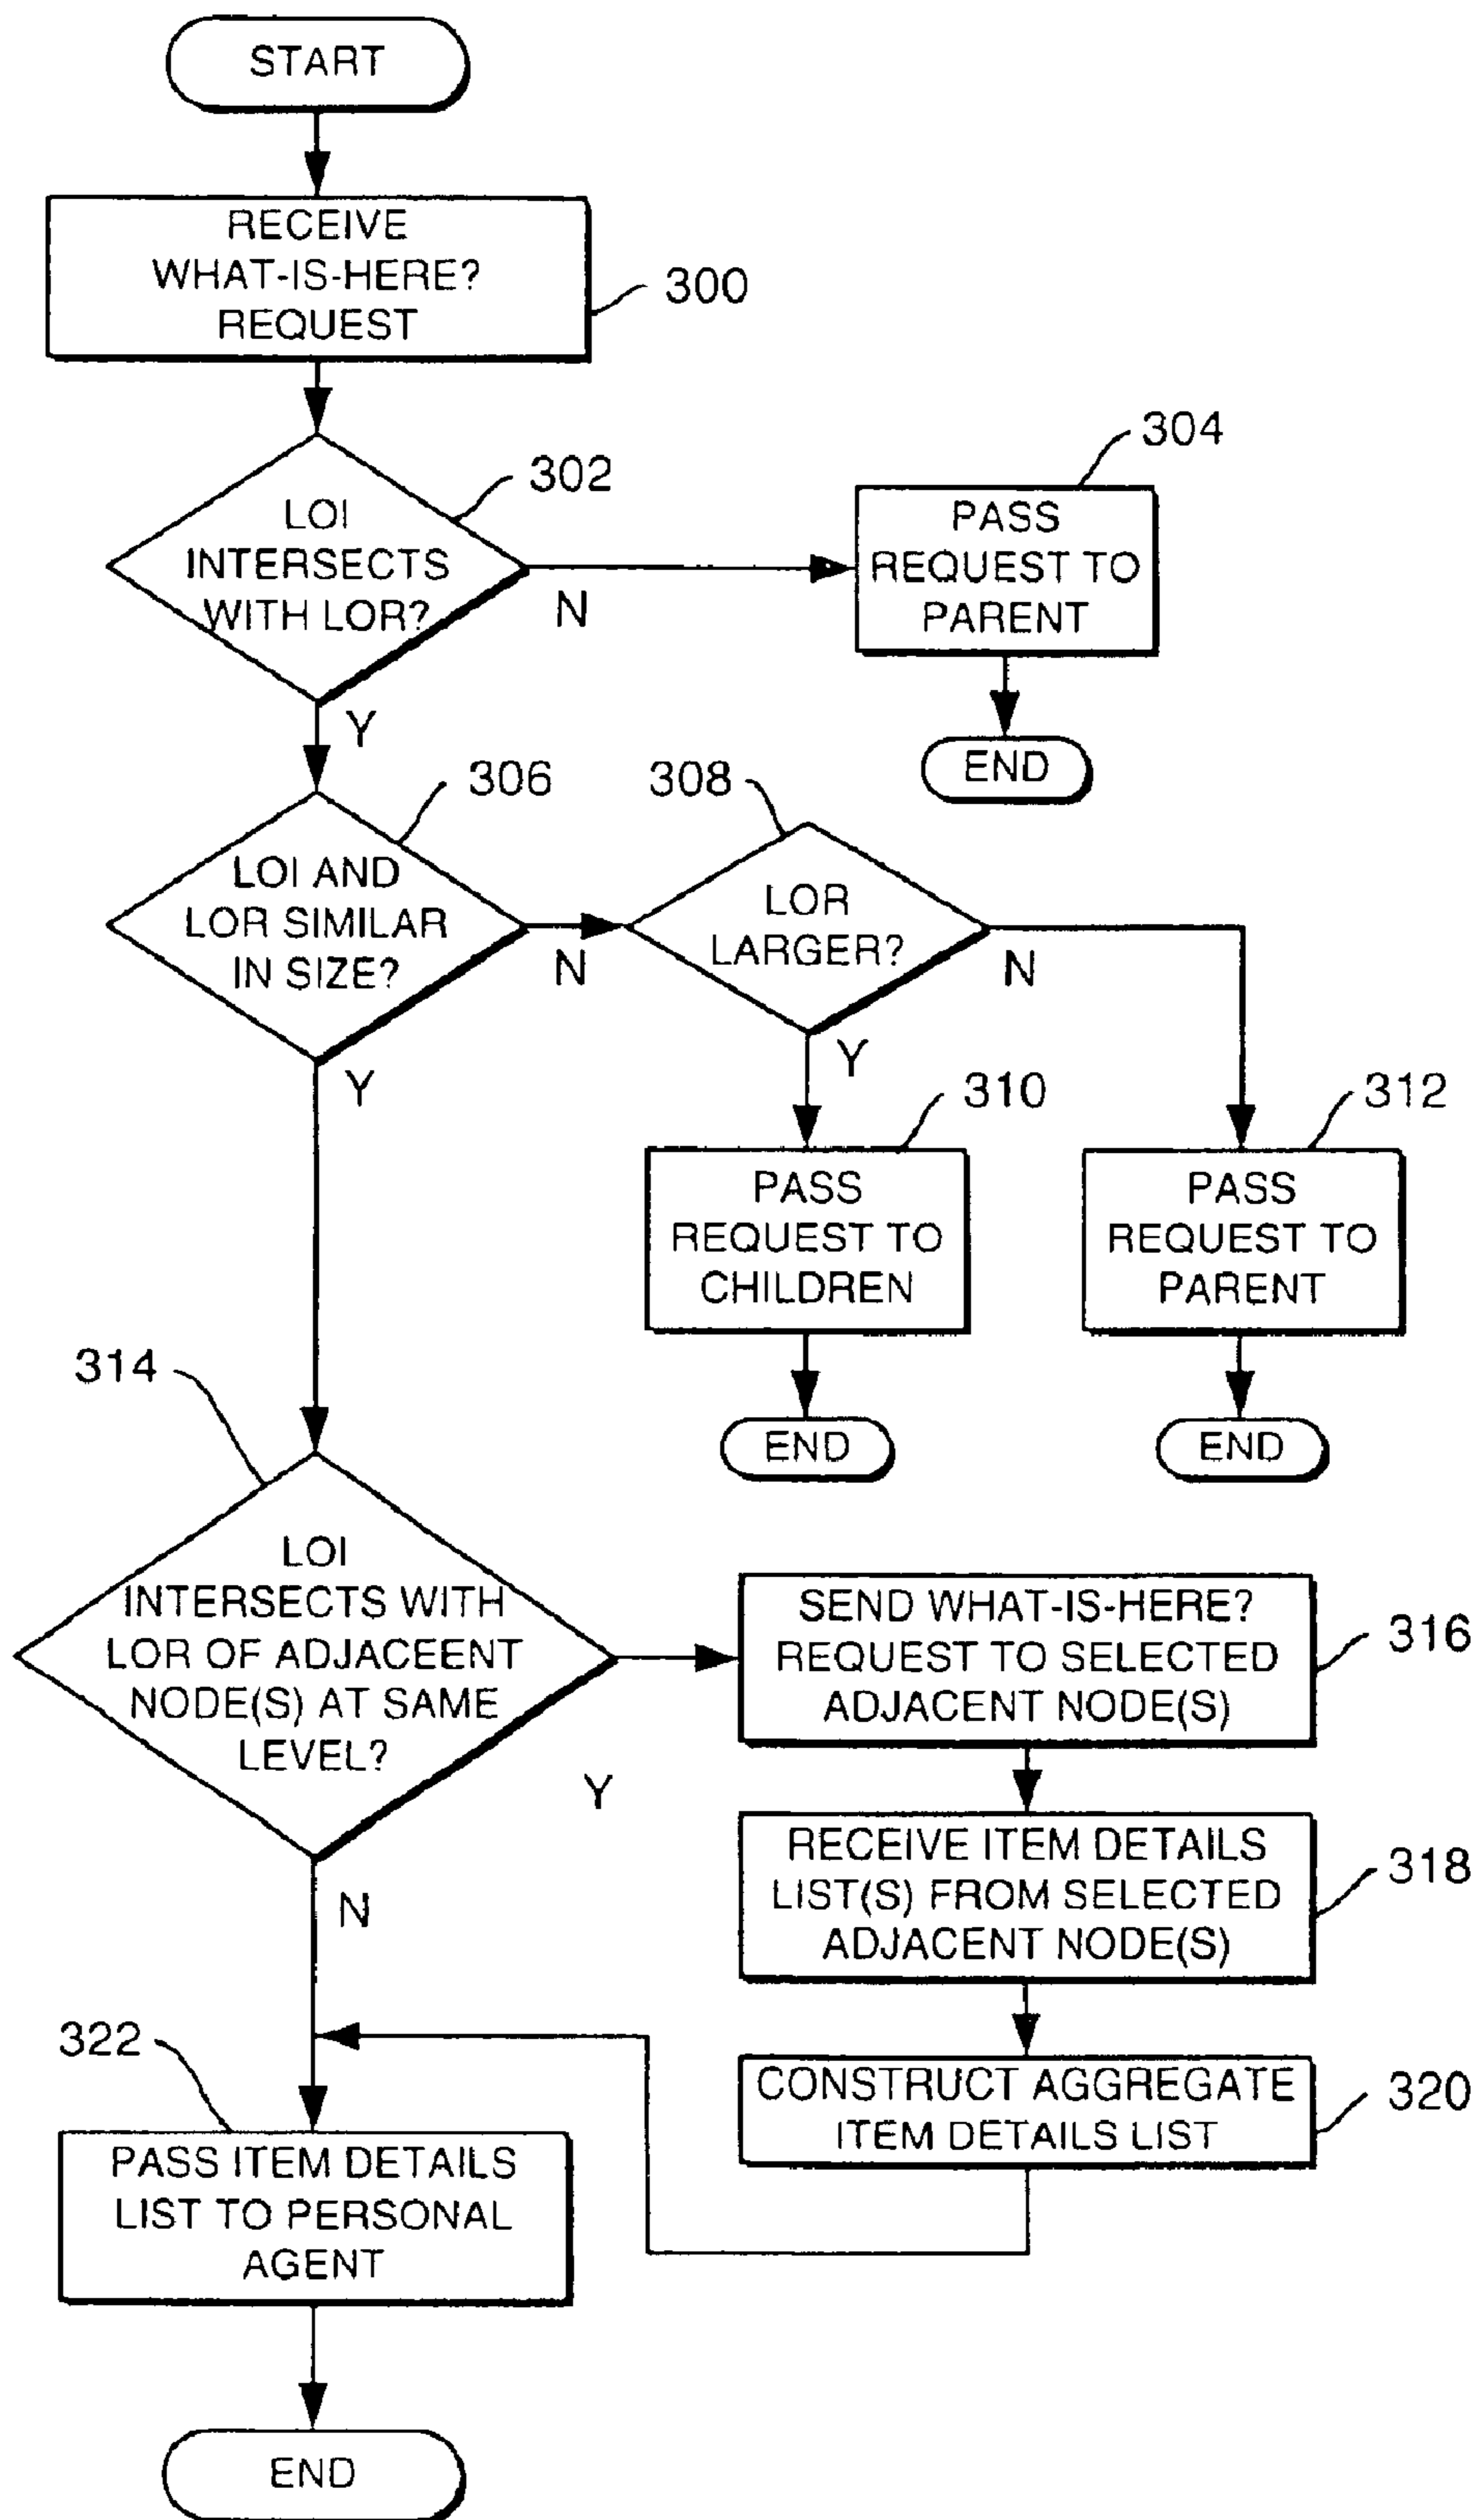 START
RECEIVE
WHAT-IS-HERE?
REQUEST
300
302
LOI
INTERSECTS
WITH LOR?
N
Y
304
PASS
REQUEST TO
PARENT
END
306
LOI AND
LOR SIMILAR
IN SIZE?
N
Y
308
LOR
LARGER?
N
Y
310
PASS
REQUEST TO
CHILDREN
END
312
PASS
REQUEST TO
PARENT
END
314
LOI
INTERSECTS WITH
LOR OF ADJACEENT
NODE(S) AT SAME
LEVEL?
Y
N
SEND WHAT-IS-HERE?
REQUEST TO SELECTED
ADJACENT NODE(S)
316
RECEIVE ITEM DETAILS
LIST(S) FROM SELECTED
ADJACENT NODE(S)
318
CONSTRUCT AGGREGATE
ITEM DETAILS LIST
320
322
PASS ITEM DETAILS
LIST TO PERSONAL
AGENT
END